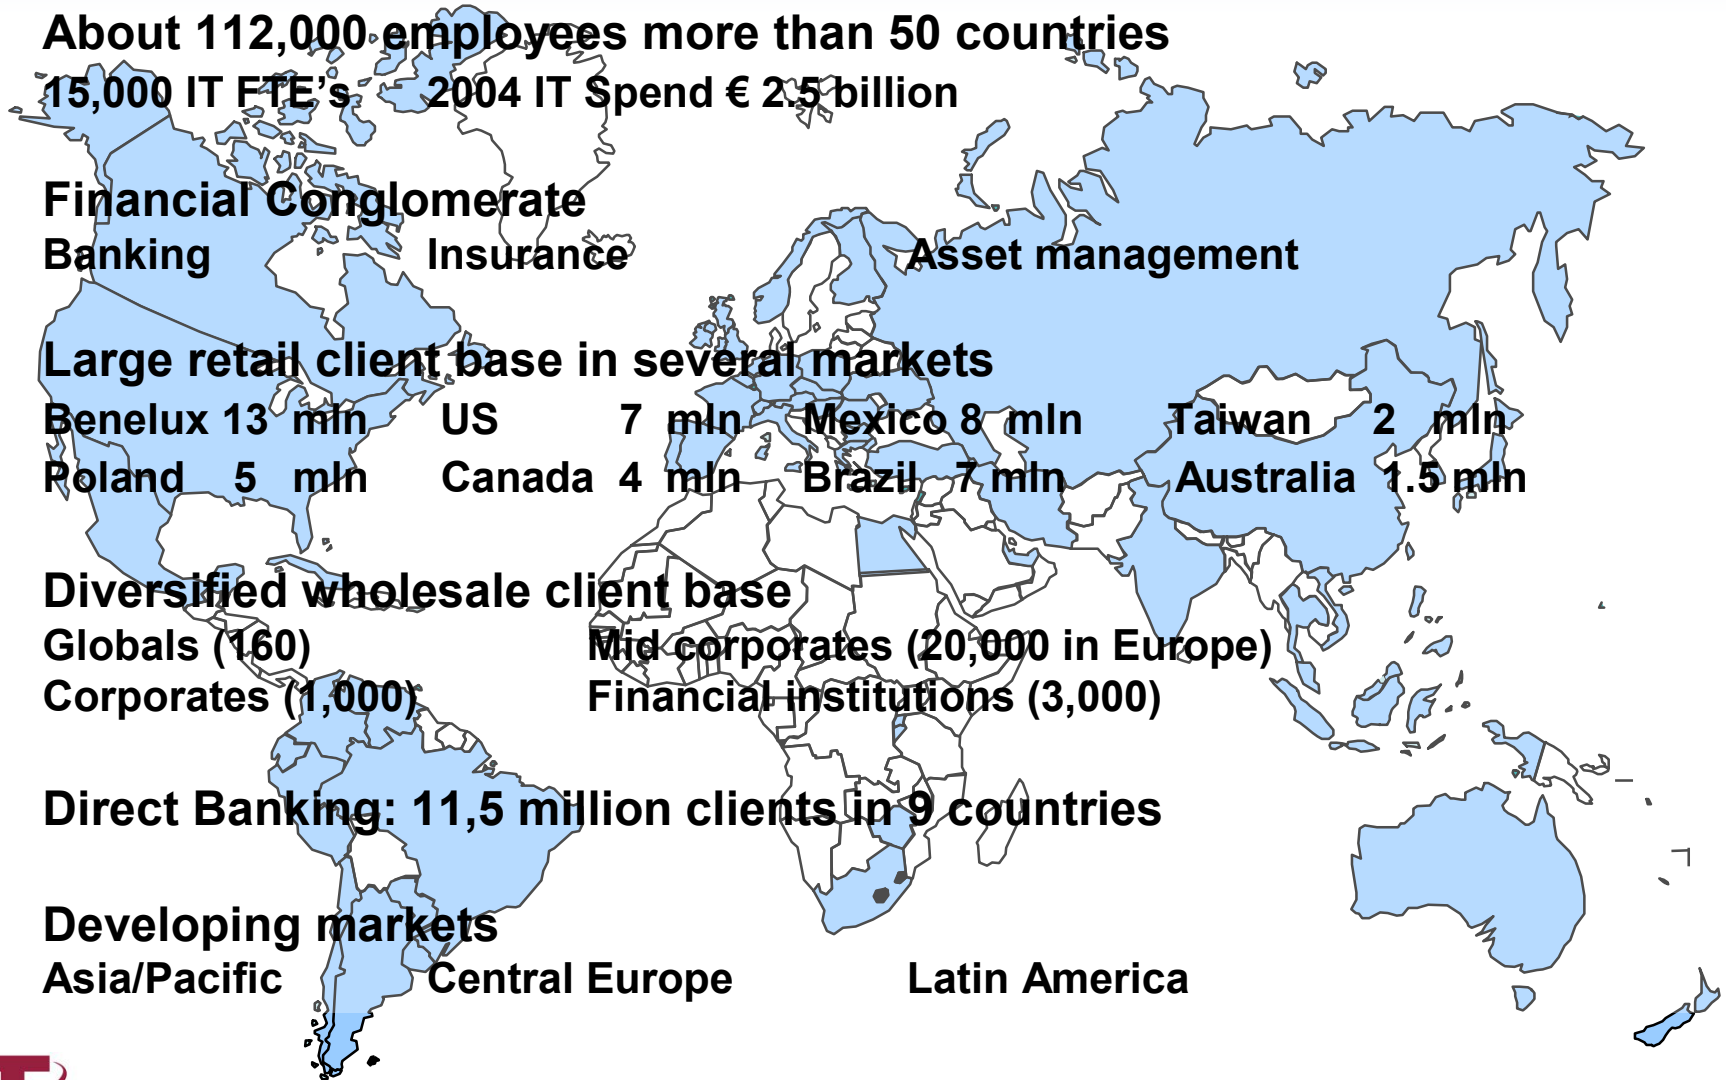 About 112,000 employees more than 50 countries
15,000 IT FTE's 2004 IT Spend € 2.5 billion
Financial Conglomerate
Banking Insurance Asset management
Large retail client base in several markets
Benelux 13 mln US 7 mln Mexico 8 mln Taiwan 2 mln
Poland 5 mln Canada 4 mln Brazil 7 mln Australia 1.5 mln
Diversified wholesale client base
Globals (160) Mid corporates (20,000 in Europe)
Corporates (1,000) Financial institutions (3,000)
Direct Banking: 11,5 million clients in 9 countries
Developing markets
Asia/Pacific Central Europe Latin America